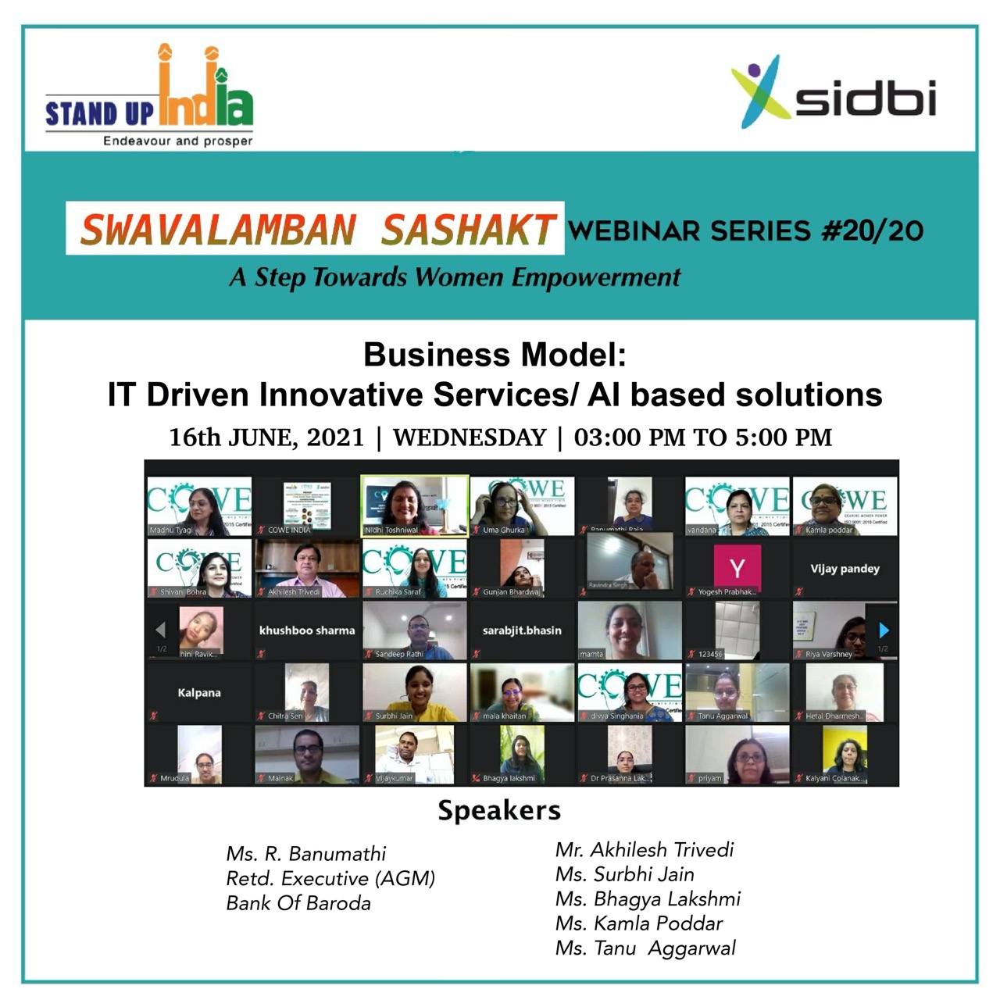 STAND UP India
Endeavour and prosper
sidbi
SWAVALAMBAN SASHAKT WEBINAR SERIES #20/20
A Step Towards Women Empowerment
Business Model:
IT Driven Innovative Services/ AI based solutions
16th JUNE, 2021 | WEDNESDAY | 03:00 PM TO 5:00 PM
COWE
Madhu Tyagi
COWE INDIA
Nidhi Toshniwal
Uma Ghurka
Banumathi Raja
vandana
Kamla poddar
Shivani Bohra
Akhilesh Trivedi
Ruchika Saraf
Gunjan Bhardwaj
Ravindra Singh
Y
Yogesh Prabhak...
Vijay pandey
1/2
hini Ravik...
khushboo sharma
Sandeep Rathi
sarabjit.bhasin
mamta
123456
Riya Varshney
1/2
Kalpana
Chitra Sen
Surbhi Jain
mala khaitan
divya Singhania
Tanu Aggarwal
Hetal Dharmesh...
Mrudula
Mainak
Vijaykumar
Bhagya lakshmi
Dr Prasanna Lak...
priyam
Kalyani Colanak...
Speakers
Ms. R. Banumathi
Retd. Executive (AGM)
Bank Of Baroda
Mr. Akhilesh Trivedi
Ms. Surbhi Jain
Ms. Bhagya Lakshmi
Ms. Kamla Poddar
Ms. Tanu Aggarwal